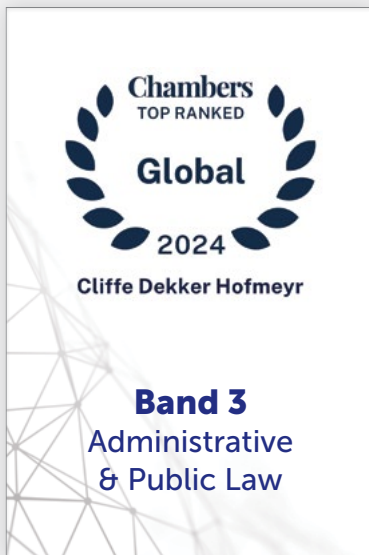 Chambers
TOP RANKED
Global
2024
Cliffe Dekker Hofmeyr
Band 3
Administrative
& Public Law